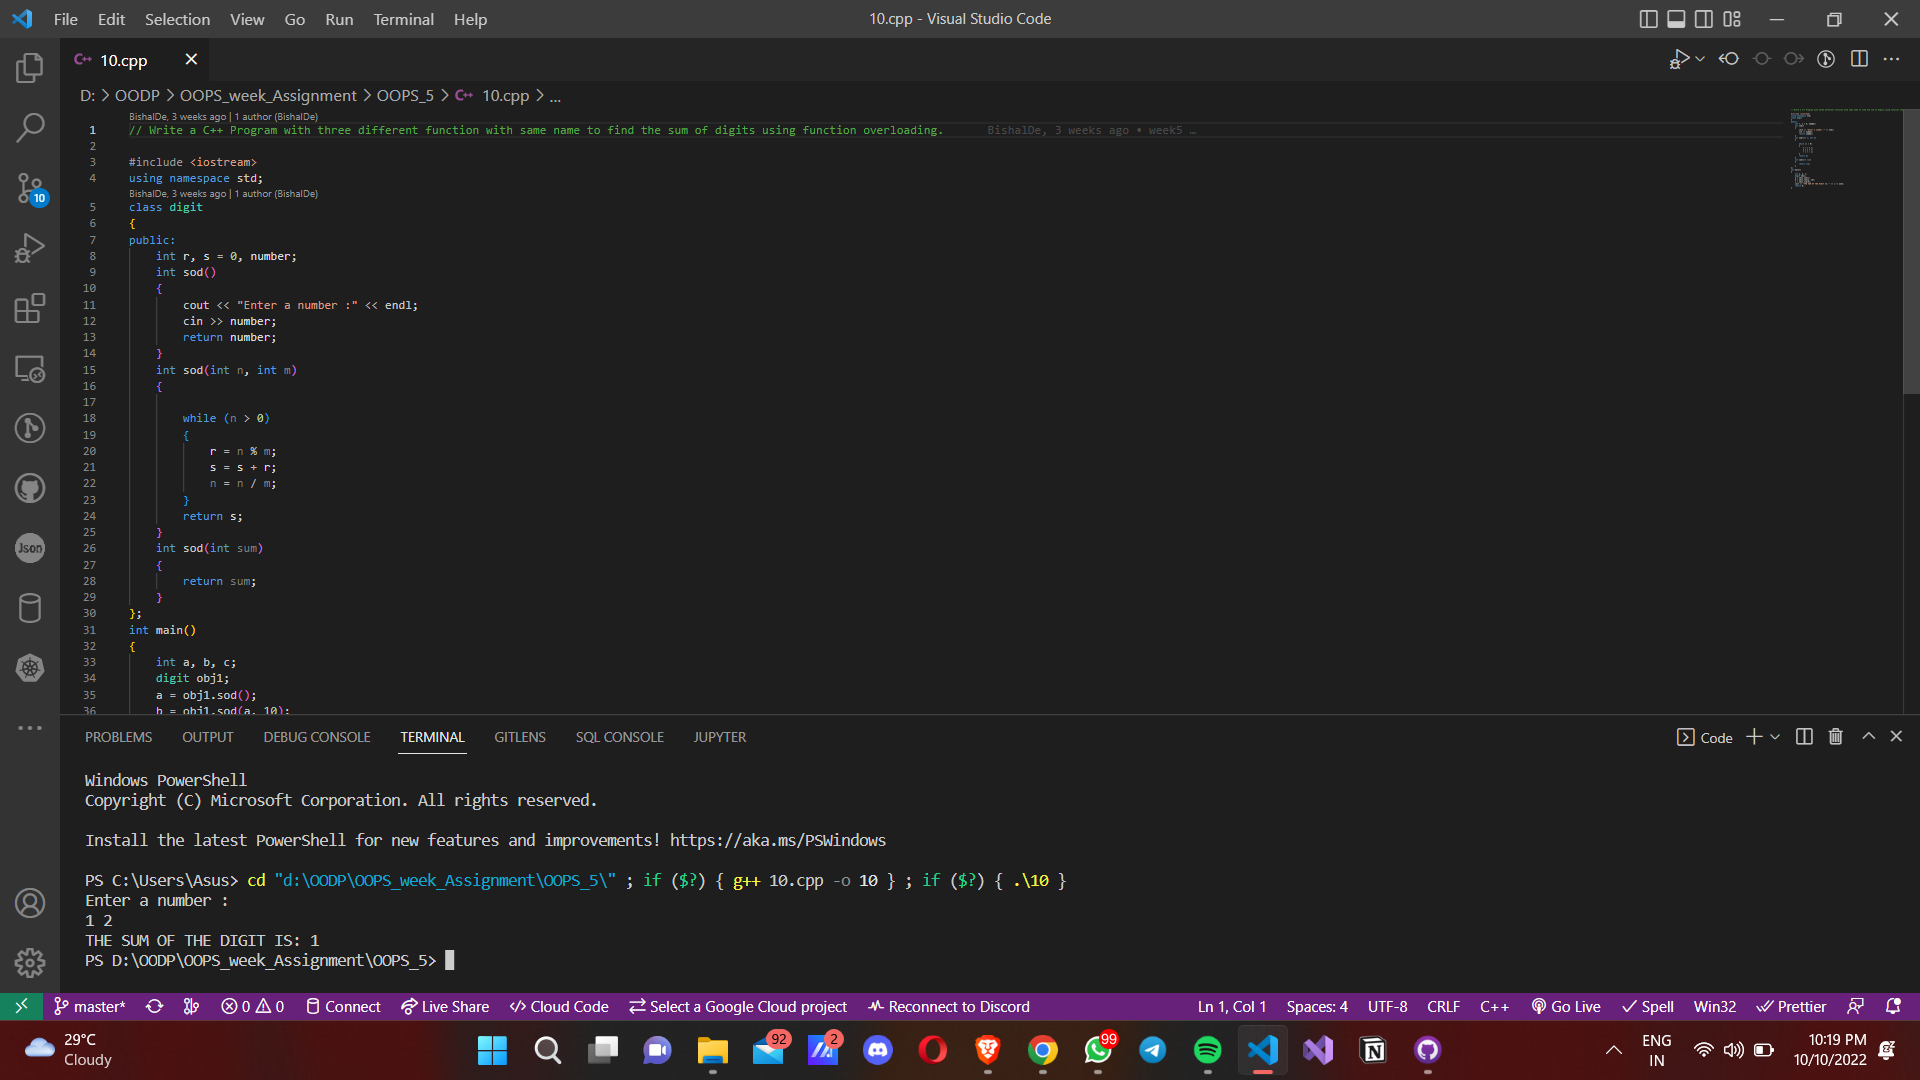 File Edit Selection View Go Run Terminal Help
10.cpp - Visual Studio Code
C++ 10.cpp
D: > OODP > OOPS_week_Assignment > OOPS_5 > C++ 10.cpp > ...
BishalDe, 3 weeks ago | 1 author (BishalDe)
1 // Write a C++ Program with three different function with same name to find the sum of digits using function overloading. BishalDe, 3 weeks ago • week5 …
2
3 #include <iostream>
4 using namespace std;
BishalDe, 3 weeks ago | 1 author (BishalDe)
5 class digit
6 {
7 public:
8 int r, s = 0, number;
9 int sod()
10 {
11 cout << "Enter a number :" << endl;
12 cin >> number;
13 return number;
14 }
15 int sod(int n, int m)
16 {
17
18 while (n > 0)
19 {
20 r = n % m;
21 s = s + r;
22 n = n / m;
23 }
24 return s;
25 }
26 int sod(int sum)
27 {
28 return sum;
29 }
30 };
31 int main()
32 {
33 int a, b, c;
34 digit obj1;
35 a = obj1.sod();
36 b = obj1.sod(a, 10);
PROBLEMS OUTPUT DEBUG CONSOLE TERMINAL GITLENS SQL CONSOLE JUPYTER
Code
Windows PowerShell
Copyright (C) Microsoft Corporation. All rights reserved.
Install the latest PowerShell for new features and improvements! https://aka.ms/PSWindows
PS C:\Users\Asus> cd "d:\OODP\OOPS_week_Assignment\OOPS_5\" ; if ($?) { g++ 10.cpp -o 10 } ; if ($?) { .\10 }
Enter a number :
1 2
THE SUM OF THE DIGIT IS: 1
PS D:\OODP\OOPS_week_Assignment\OOPS_5>
10
Json
master* 0 0 Connect Live Share Cloud Code Select a Google Cloud project Reconnect to Discord Ln 1, Col 1 Spaces: 4 UTF-8 CRLF C++ Go Live Spell Win32 Prettier
29°C
Cloudy
92
2
99
ENG
IN
10:19 PM
10/10/2022